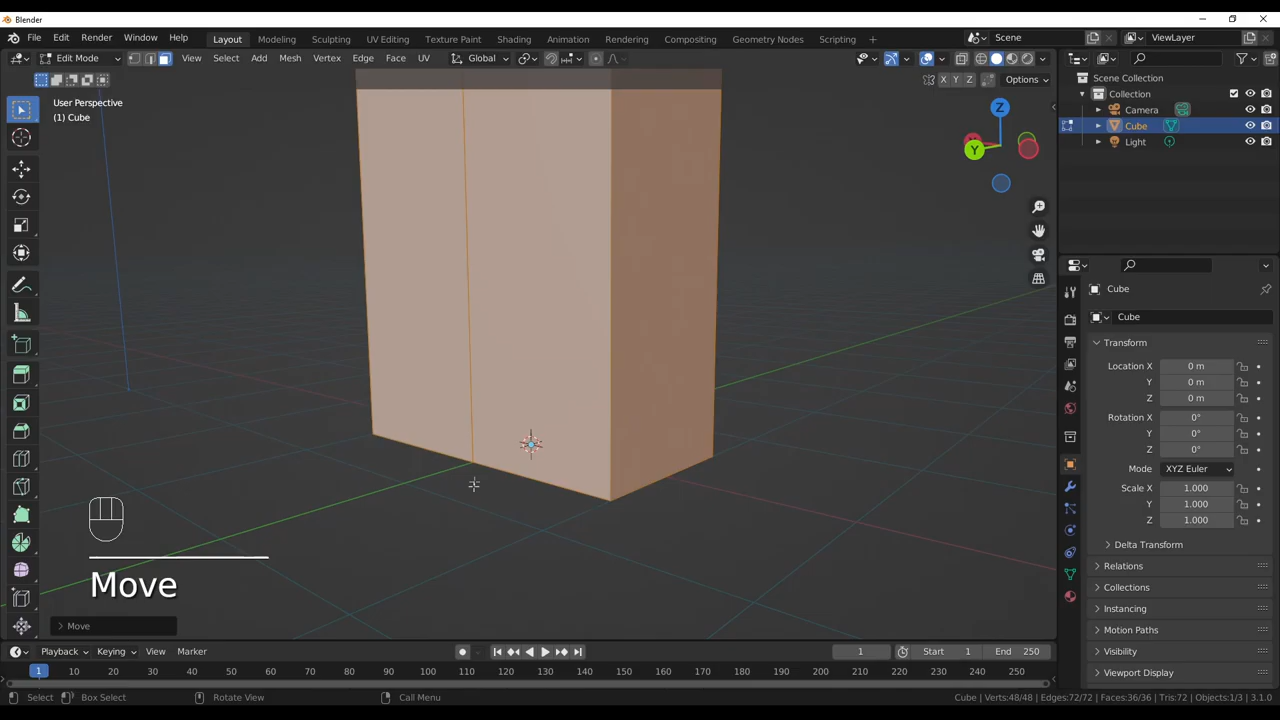 Blender
File Edit Render Window Help Layout Modeling Sculpting UV Editing Texture Paint Shading Animation Rendering Compositing Geometry Nodes Scripting Scene ViewLayer
Edit Mode View Select Add Mesh Vertex Edge Face UV Global
X Y Z Options
User Perspective
(1) Cube
Z
Y
Move
Move
Scene Collection
Collection
Camera
Cube
Light
Cube
Cube
Transform
Location X 0 m
Y 0 m
Z 0 m
Rotation X 0°
Y 0°
Z 0°
Mode XYZ Euler
Scale X 1.000
Y 1.000
Z 1.000
Delta Transform
Relations
Collections
Instancing
Motion Paths
Visibility
Viewport Display
Playback Keying View Marker 1 Start 1 End 250
1 10 20 30 40 50 60 70 80 90 100 110 120 130 140 150 160 170 180 190 200 210 220 230 240 250
Select Box Select Rotate View Call Menu Cube | Verts:48/48 | Edges:72/72 | Faces:36/36 | Tris:72 | Objects:1/3 | 3.1.0